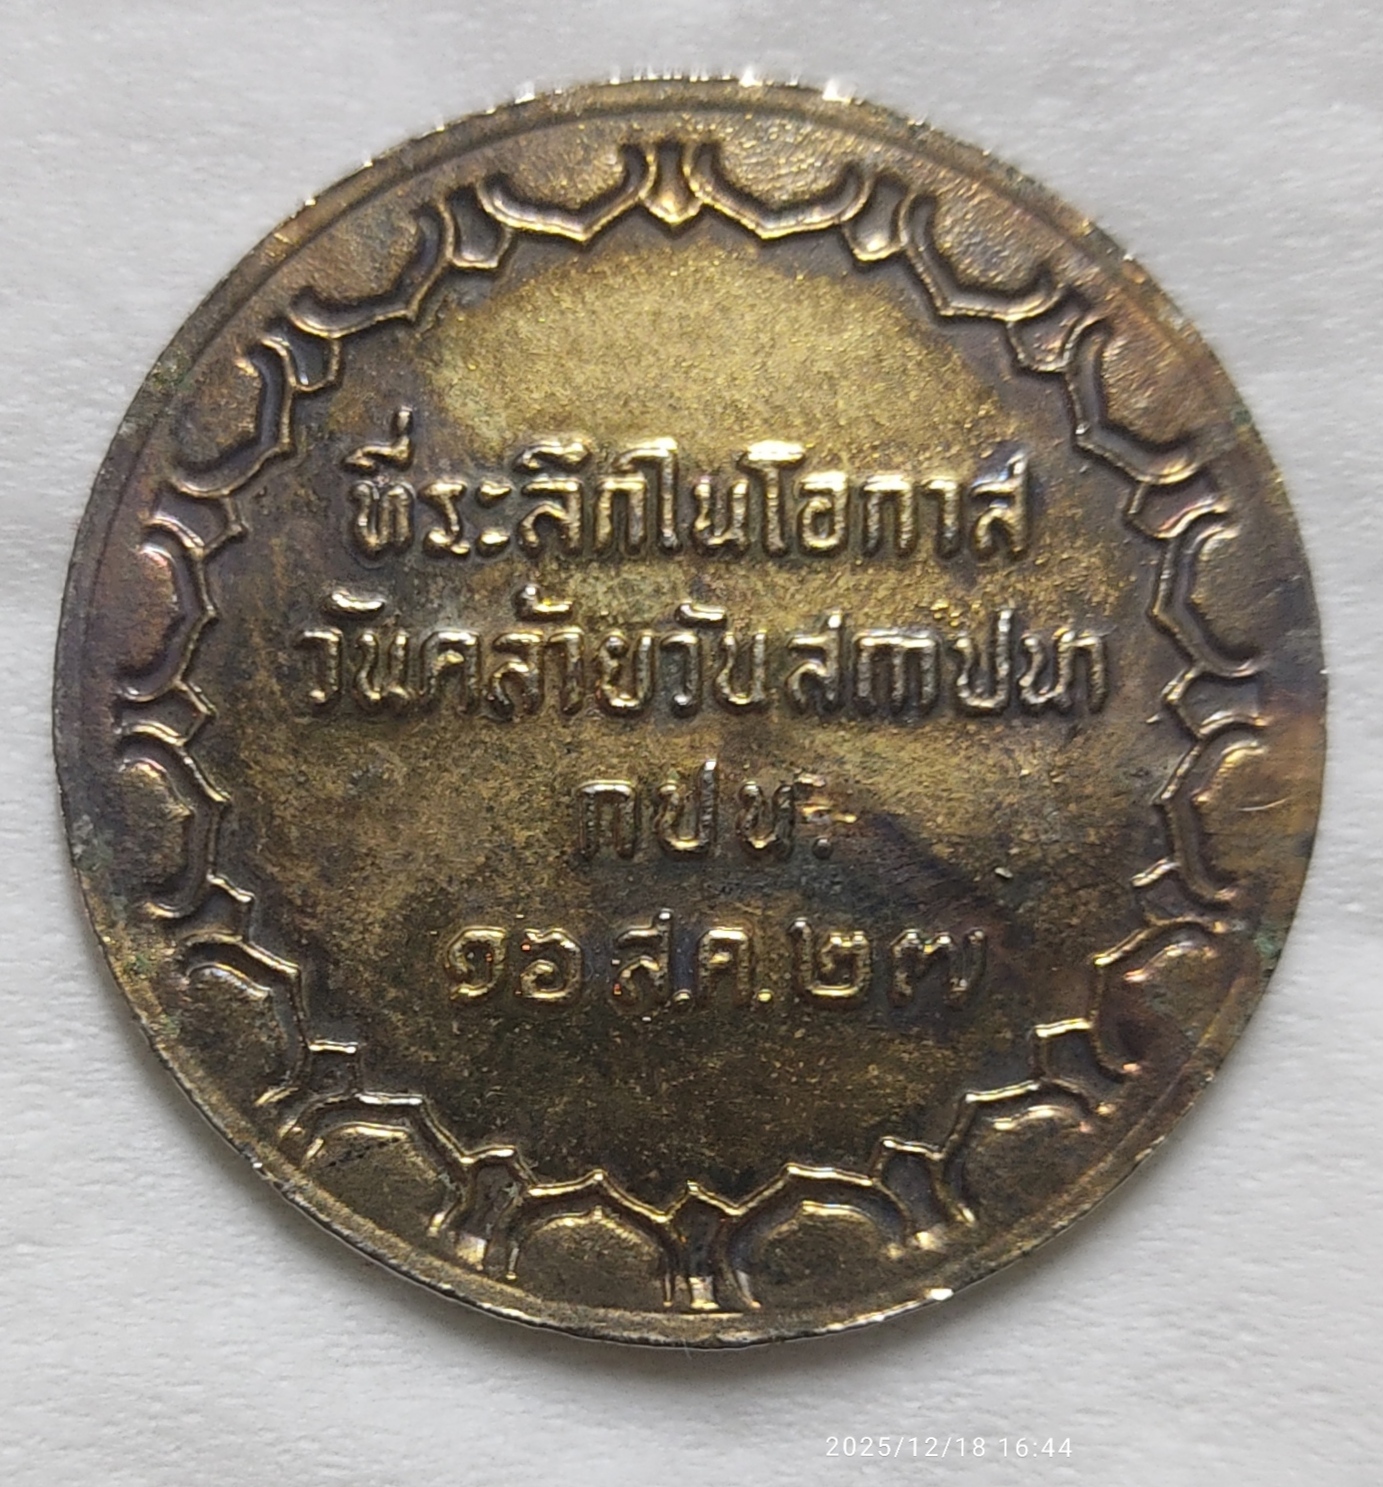 ที่ระลึกในโอกาส
วันคล้ายวันสถาปนา
กปน.
๑๖ ส.ค.๒๗
2025/12/18 16:44